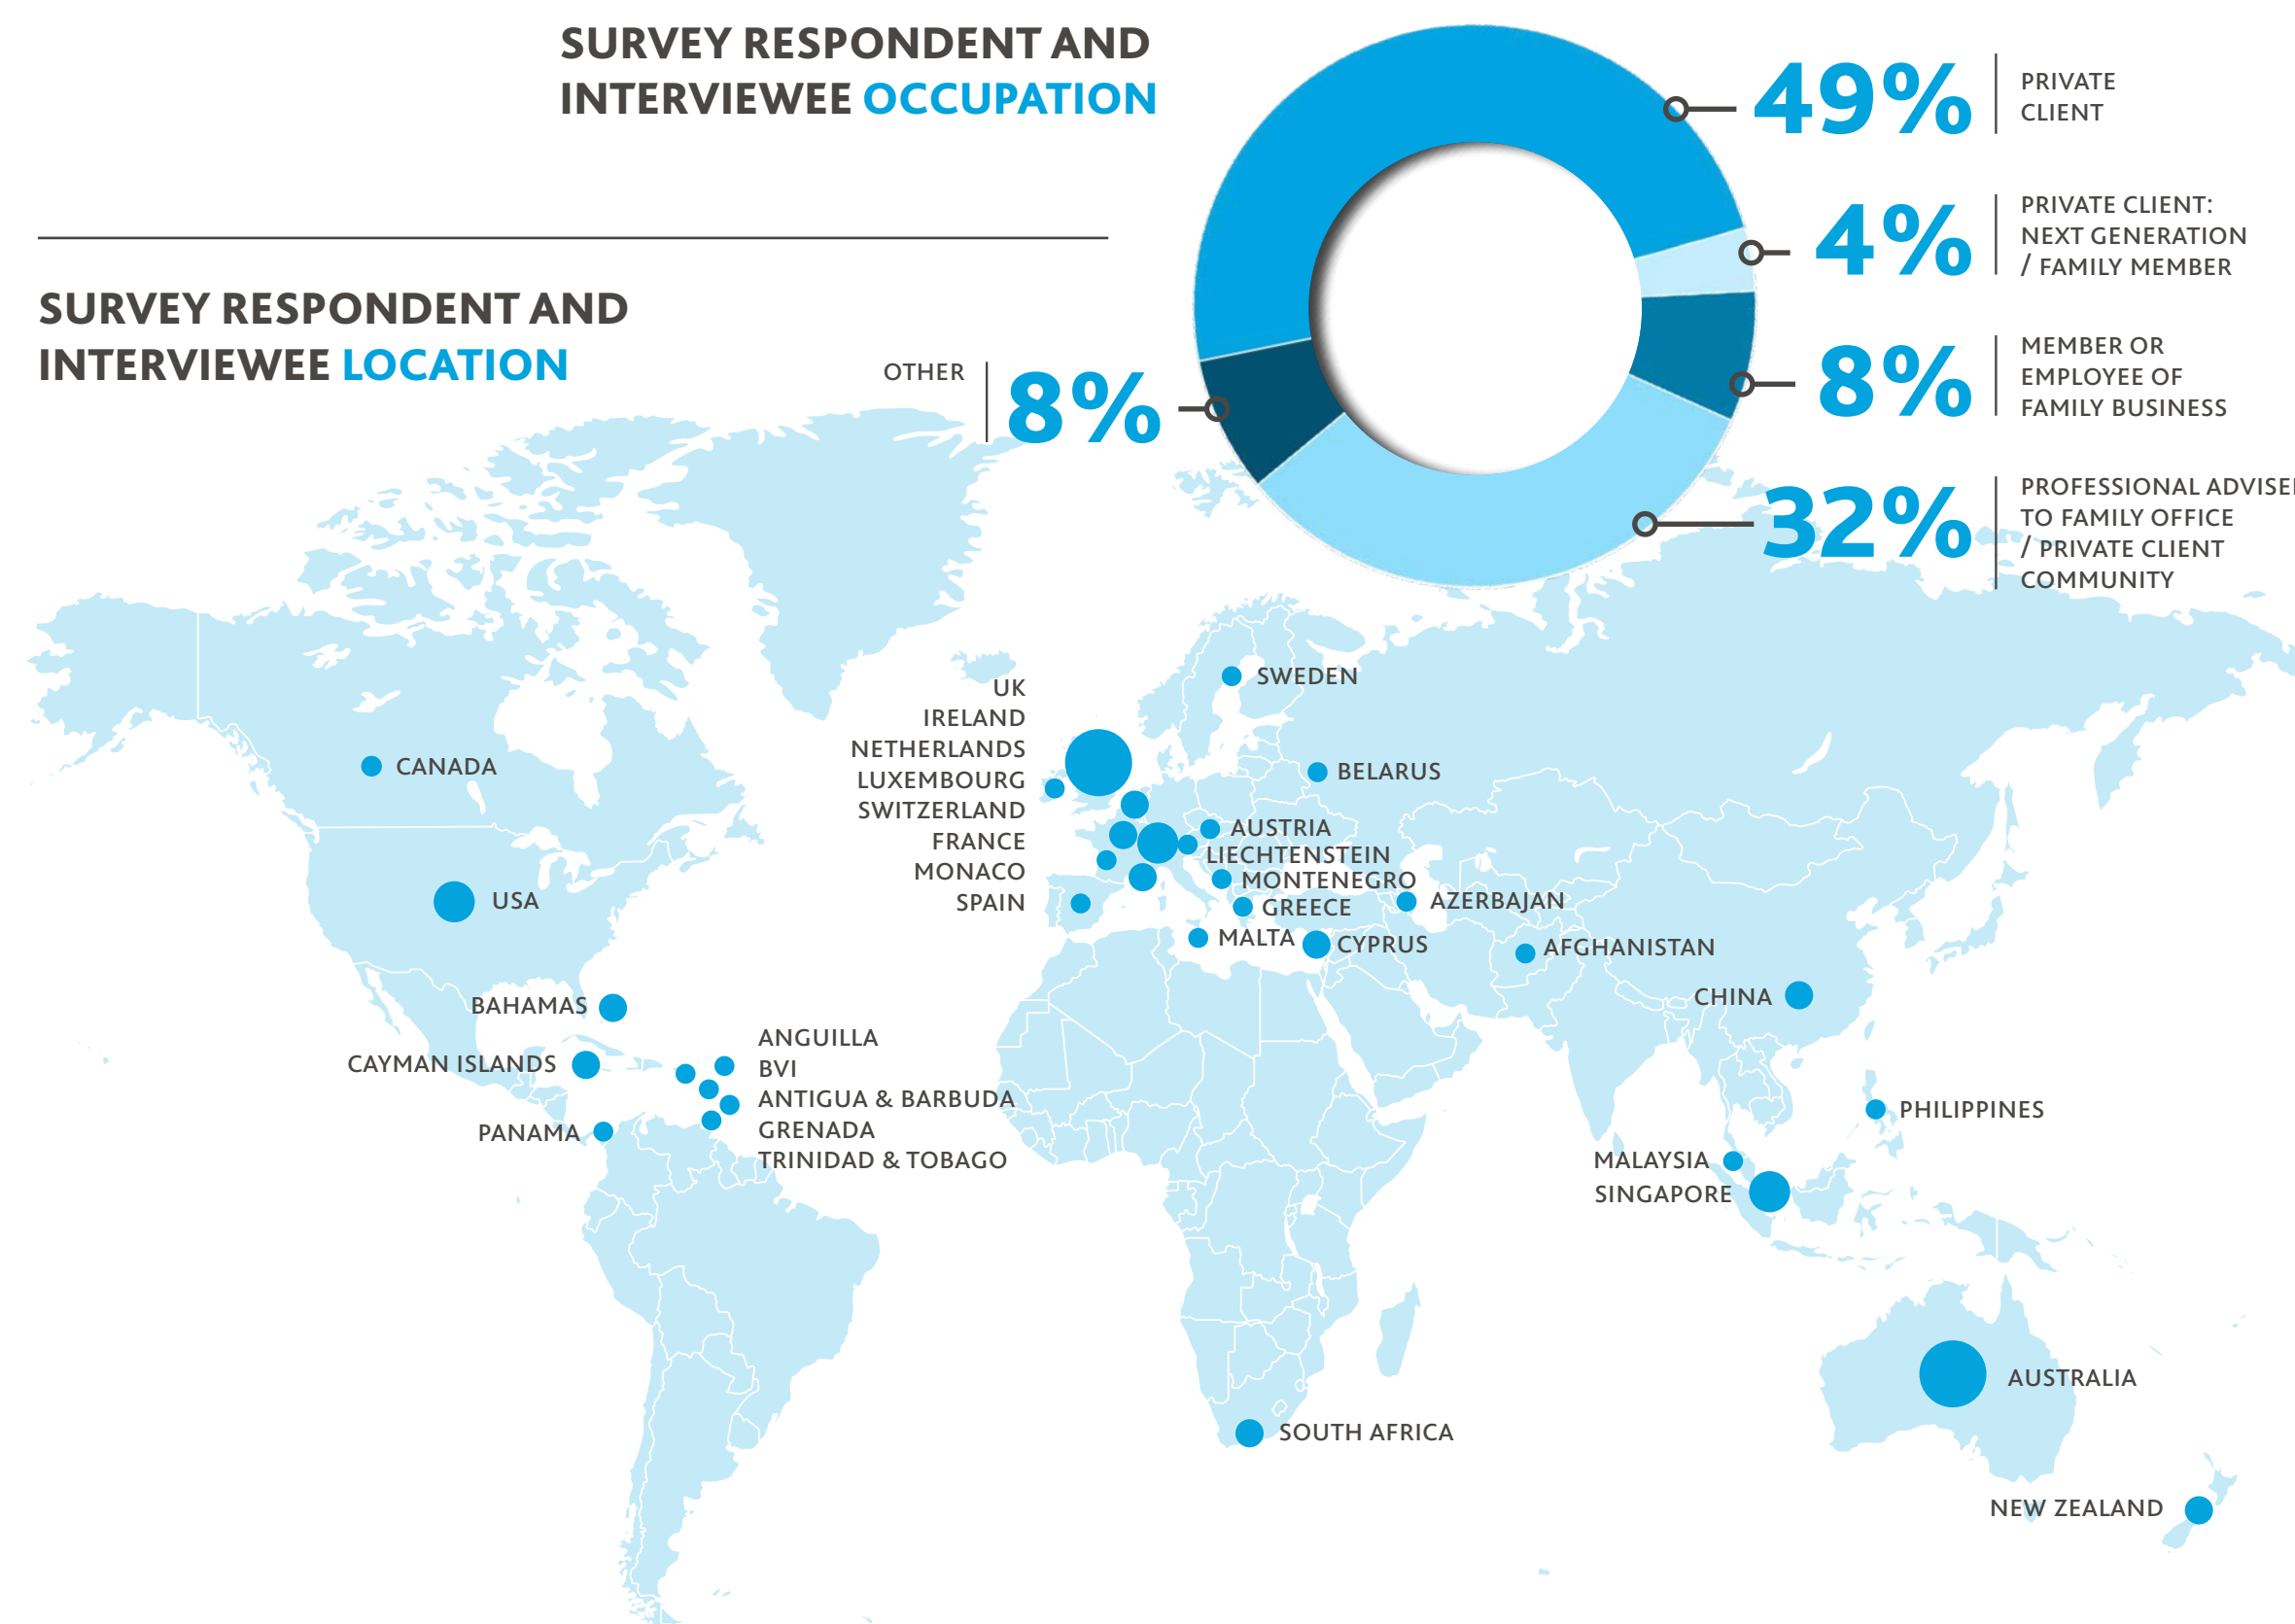 SURVEY RESPONDENT AND
INTERVIEWEE OCCUPATION
49%
PRIVATE
CLIENT
4%
PRIVATE CLIENT:
NEXT GENERATION
/ FAMILY MEMBER
8%
MEMBER OR
EMPLOYEE OF
FAMILY BUSINESS
32%
PROFESSIONAL
TO FAMILY OFFICE
/ PRIVATE CLIENT
COMMUNITY
OTHER
8%
SURVEY RESPONDENT AND
INTERVIEWEE LOCATION
UK
IRELAND
NETHERLANDS
LUXEMBOURG
SWITZERLAND
FRANCE
MONACO
SPAIN
SWEDEN
BELARUS
AUSTRIA
LIECHTENSTEIN
MONTENEGRO
GREECE
MALTA
CYPRUS
AZERBAJAN
AFGHANISTAN
CHINA
CANADA
USA
BAHAMAS
CAYMAN ISLANDS
PANAMA
ANGUILLA
BVI
ANTIGUA & BARBUDA
GRENADA
TRINIDAD & TOBAGO
PHILIPPINES
MALAYSIA
SINGAPORE
AUSTRALIA
SOUTH AFRICA
NEW ZEALAND